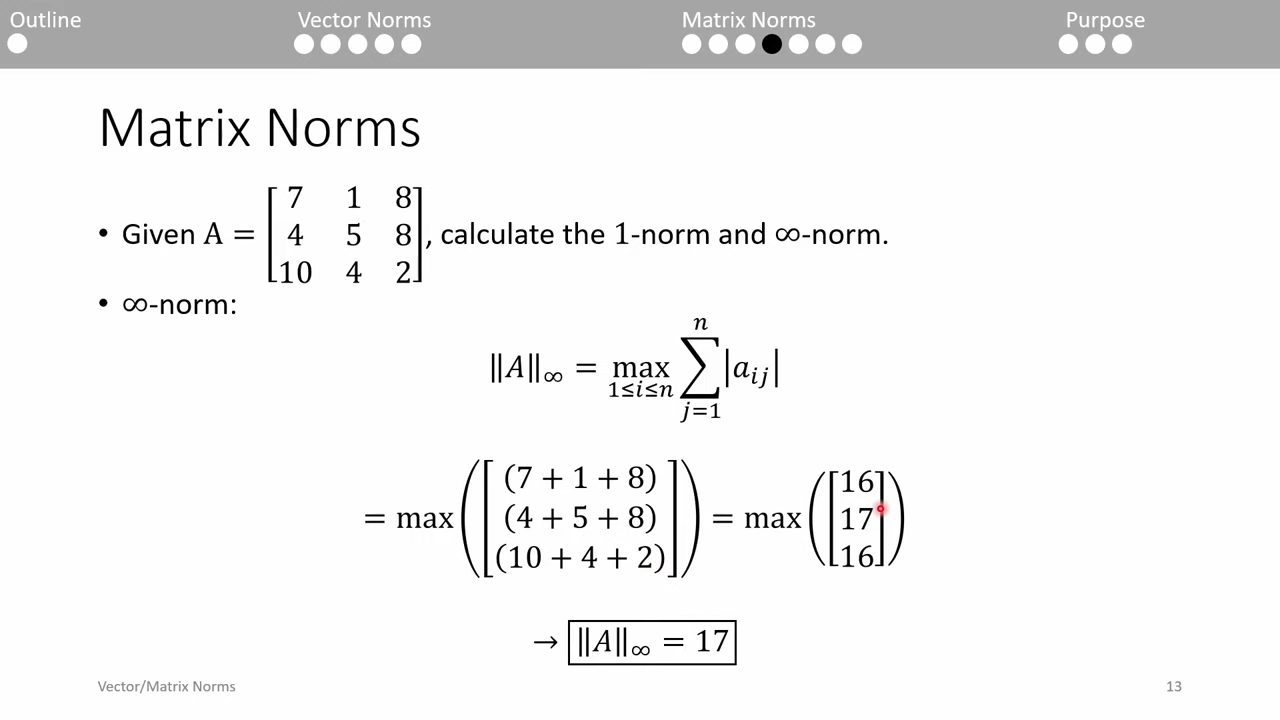 Outline Vector Norms Matrix Norms Purpose
Matrix Norms
• Given A = [7 1 8; 4 5 8; 10 4 2], calculate the 1-norm and ∞-norm.
• ∞-norm:
‖A‖∞ = max_{1≤i≤n} ∑_{j=1}^{n} |a_{ij}|
= max([(7 + 1 + 8); (4 + 5 + 8); (10 + 4 + 2)]) = max([16; 17; 16])
→ ‖A‖∞ = 17
Vector/Matrix Norms 13